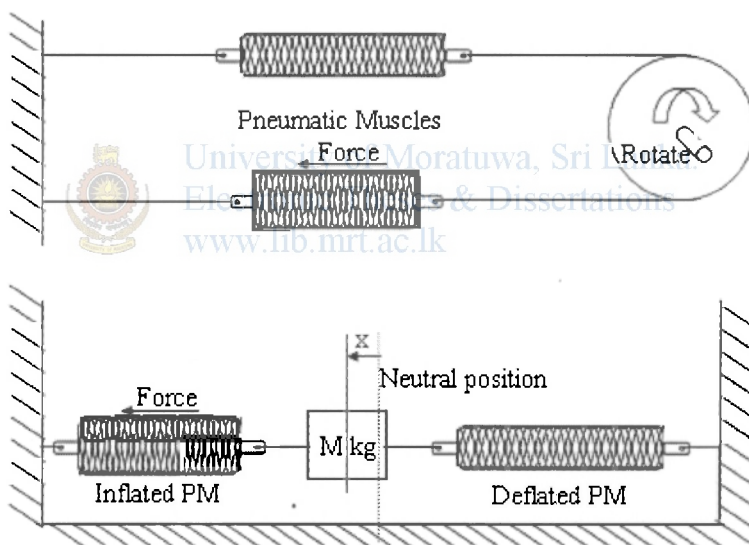 Pneumatic Muscles
Force
Rotate
University of Moratuwa, Sri Lanka.
Electronic Theses & Dissertations
www.lib.mrt.ac.lk
x
Neutral position
Force
M kg
Inflated PM
Deflated PM